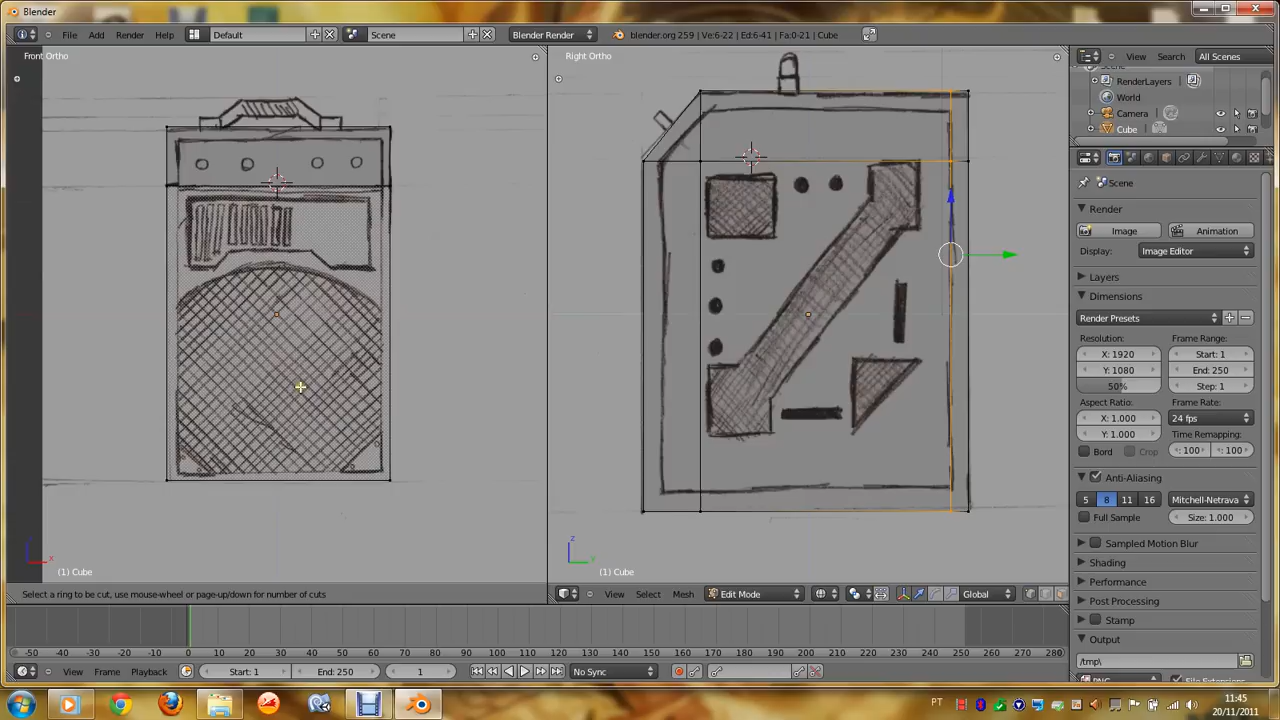 Blender
File Add Render Help Default Scene Blender Render blender.org 259 | Ve:6-22 | Ed:6-41 | Fa:0-21 | Cube
Front Ortho
Right Ortho
View Search All Scenes
Scene
RenderLayers
World
Camera
Cube
Scene
Render
Image Animation
Display: Image Editor
Layers
Dimensions
Render Presets
Resolution: Frame Range:
X: 1920 Start: 1
Y: 1080 End: 250
50% Step: 1
Aspect Ratio: Frame Rate:
X: 1.000 24 fps
Y: 1.000 Time Remapping:
Bord Crop : 100 : 100
Anti-Aliasing
5 8 11 16 Mitchell-Netrava
Full Sample Size: 1.000
Sampled Motion Blur
Shading
Performance
Post Processing
Stamp
Output
/tmp\
PNG File Extensions
z x
(1) Cube
z y
(1) Cube
Select a ring to be cut, use mouse-wheel or page-up/down for number of cuts
View Select Mesh Edit Mode Global
-50 -40 -30 -20 -10 0 10 20 30 40 50 60 70 80 90 100 110 120 130 140 150 160 170 180 190 200 210 220 230 240 250 260 270 280
View Frame Playback Start: 1 End: 250 1 No Sync
PT 11:45
20/11/2011